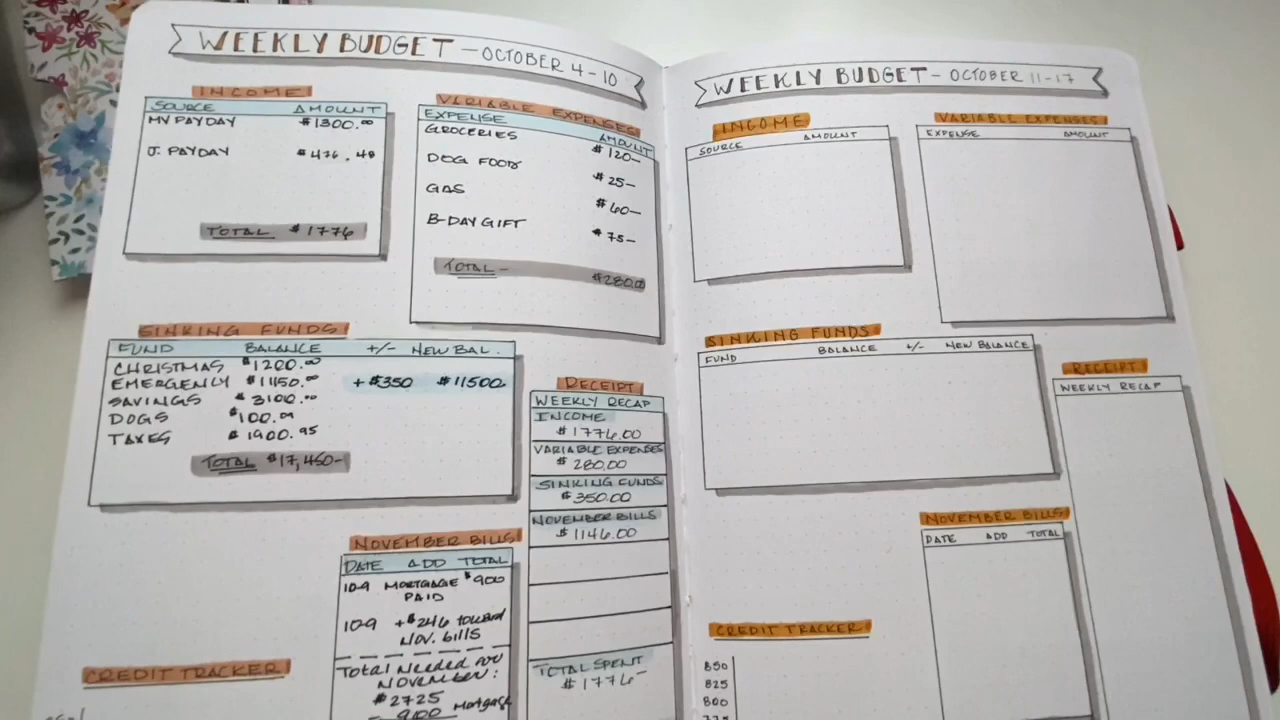 WEEKLY BUDGET - OCTOBER 4-10
INCOME
SOURCE AMOUNT
MY PAYDAY $1300.00
J. PAYDAY $476.48
TOTAL $1776
VARIABLE EXPENSES
EXPENSE AMOUNT
GROCERIES $120-
DOG FOOD $25-
GAS $60-
B-DAY GIFT $75-
TOTAL - $280.00
SINKING FUNDS
FUND BALANCE +/- NEW BAL.
CHRISTMAS $1200.00
EMERGENCY $11150.00 +$350 $11500
SAVINGS $3100.00
DOGS $100.00
TAXES $1900.95
TOTAL $17,450-
RECEIPT
WEEKLY RECAP
INCOME
$1776.00
VARIABLE EXPENSES
$280.00
SINKING FUNDS
$350.00
NOVEMBER BILLS
$1146.00
TOTAL SPENT
$1776-
NOVEMBER BILLS
DATE ADD TOTAL
10-9 MORTGAGE $900
PAID
10-9 +$246 toward
NOV. bills
Total Needed for
NOVEMBER:
$2725
Mortgage
CREDIT TRACKER
WEEKLY BUDGET - OCTOBER 11-17
INCOME
SOURCE AMOUNT
VARIABLE EXPENSES
EXPENSE AMOUNT
SINKING FUNDS
FUND BALANCE +/- NEW BALANCE
RECEIPT
WEEKLY RECAP
NOVEMBER BILLS
DATE ADD TOTAL
CREDIT TRACKER
850
825
800
775